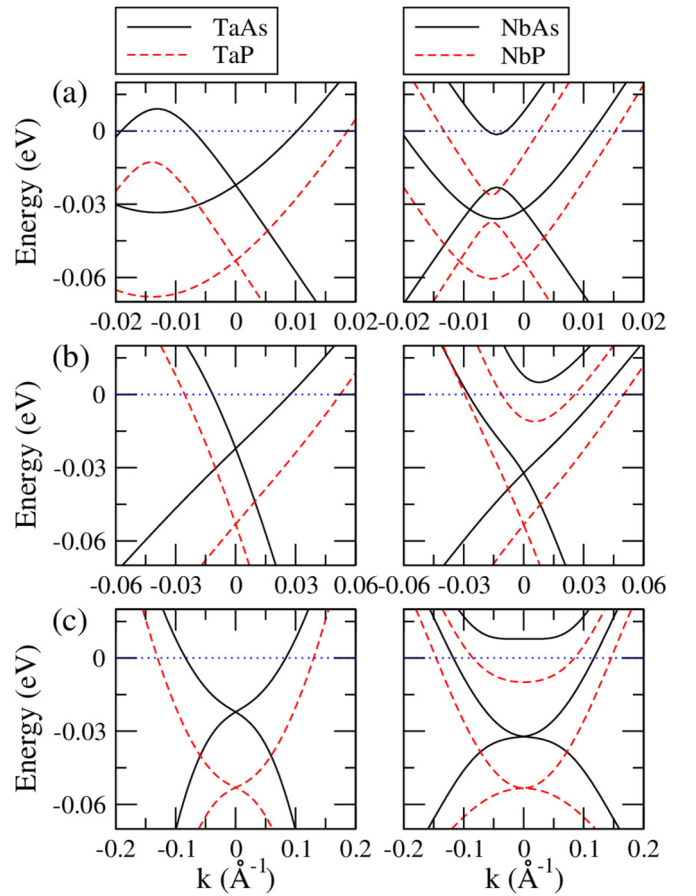 TaAs
TaP
NbAs
NbP
(a)
Energy (eV)
0
-0.03
-0.06
-0.02 -0.01 0 0.01 0.02
-0.02 -0.01 0 0.01 0.02
(b)
Energy (eV)
0
-0.03
-0.06
-0.06 -0.03 0 0.03 0.06
-0.06 -0.03 0 0.03 0.06
(c)
Energy (eV)
0
-0.03
-0.06
-0.2 -0.1 0 0.1 0.2
-0.2 -0.1 0 0.1 0.2
k (Å⁻¹)
k (Å⁻¹)